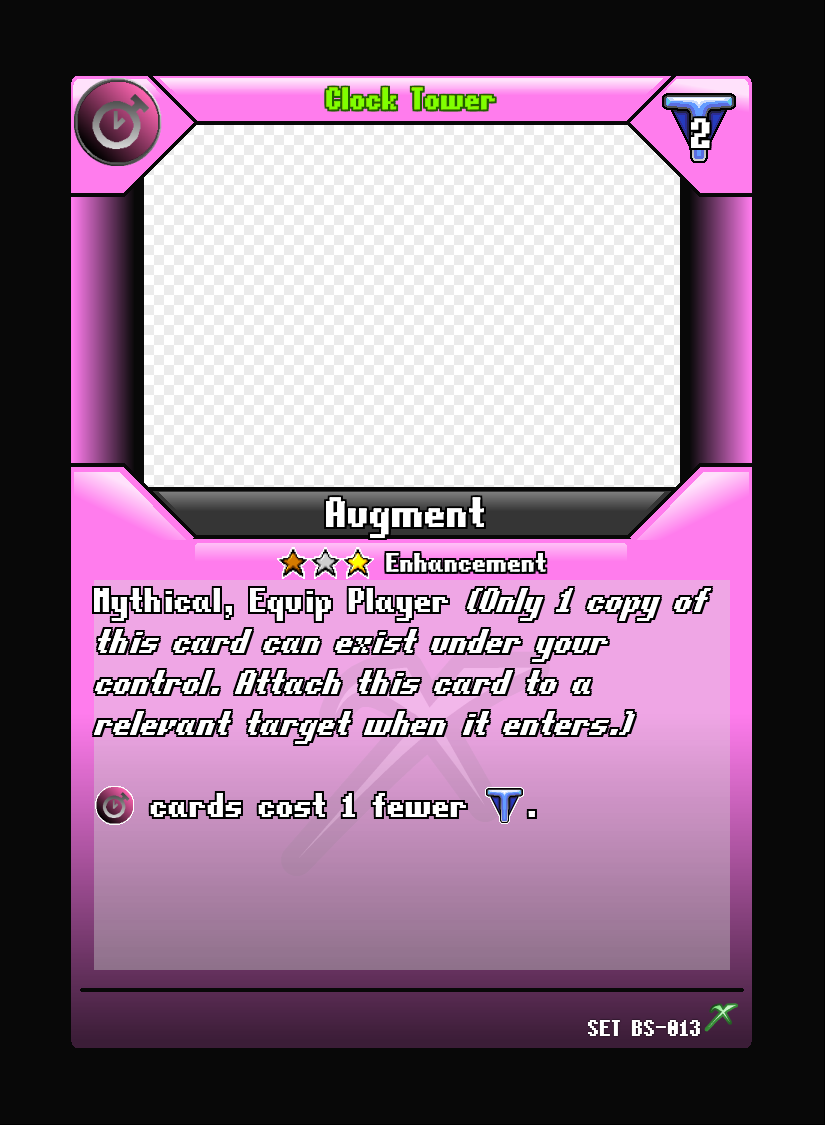 Clock Tower
2
Augment
Enhancement
Mythical, Equip Player (Only 1 copy of
this card can exist under your
control. Attach this card to a
relevant target when it enters.)
cards cost 1 fewer T.
SET BS-013